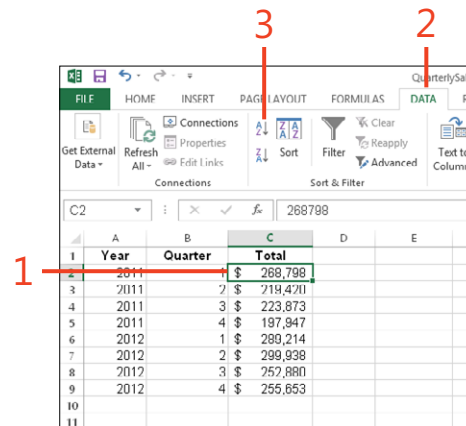 3 2
QuarterlySal
FILE HOME INSERT PAGE LAYOUT FORMULAS DATA
Get External Data
Refresh All
Connections
Properties
Edit Links
Connections
A Z
Z A
Z A A Z
Sort
Filter
Clear
Reapply
Advanced
Sort & Filter
Text to
Colum
C2 fx 268798
A B C D E
1 Year Quarter Total
1
2 2011 1 $ 268,798
3 2011 2 $ 219,420
4 2011 3 $ 223,873
5 2011 4 $ 197,947
6 2012 1 $ 289,214
7 2012 2 $ 299,938
8 2012 3 $ 252,880
9 2012 4 $ 255,653
10
11